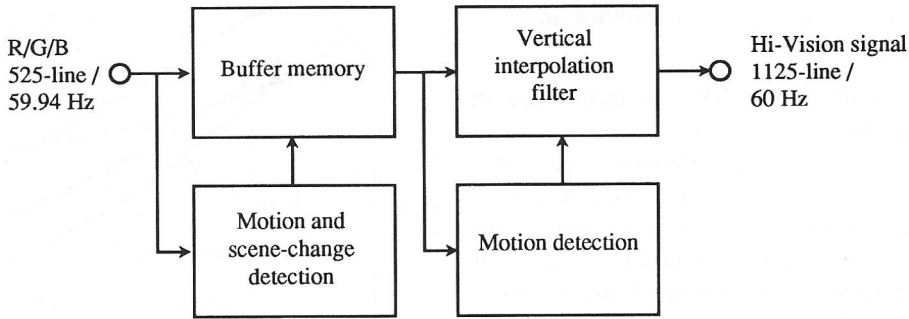 R/G/B
525-line /
59.94 Hz
Buffer memory
Vertical
interpolation
filter
Hi-Vision signal
1125-line /
60 Hz
Motion and
scene-change
detection
Motion detection